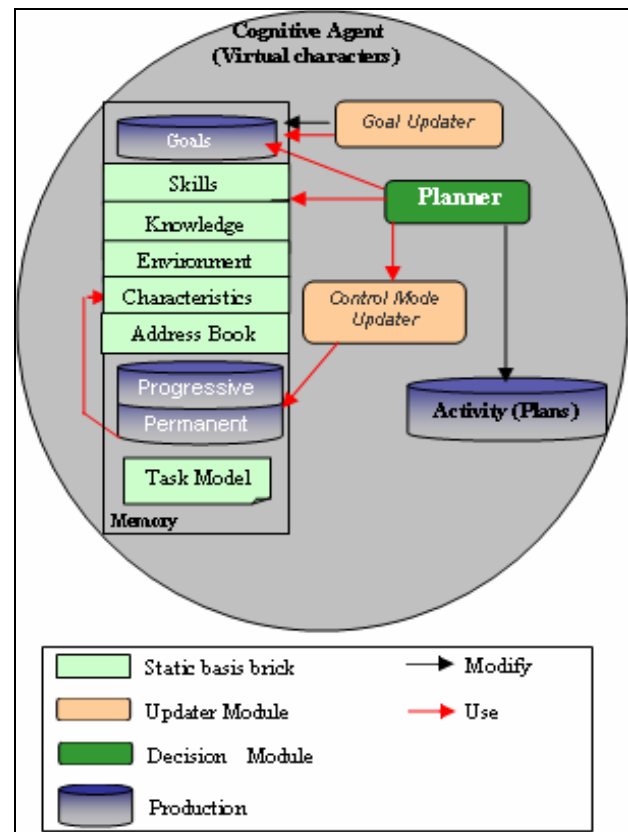 Cognitive Agent
(Virtual characters)
Goal Updater
Goals
Skills
Planner
Knowledge
Environment
Characteristics
Control Mode
Updater
Address Book
Progressive
Permanent
Activity (Plans)
Task Model
Memory
Static basis brick
Modify
Updater Module
Use
Decision Module
Production